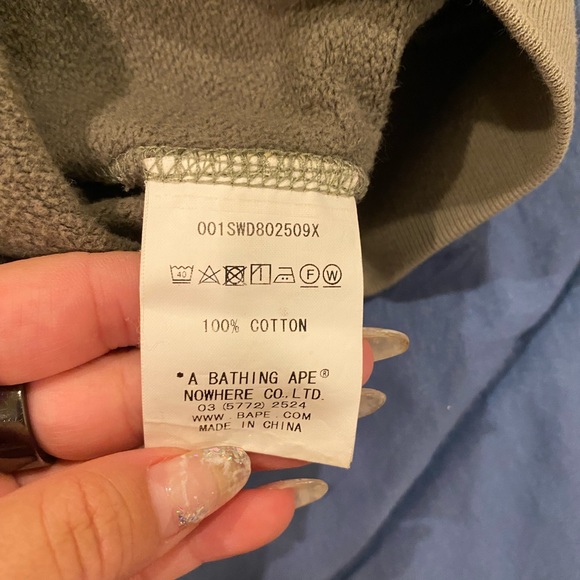 001SWD802509X
40 F W
100% COTTON
*A BATHING APE®
NOWHERE CO.,LTD.
03 (5772) 2524
WWW.BAPE.COM
MADE IN CHINA